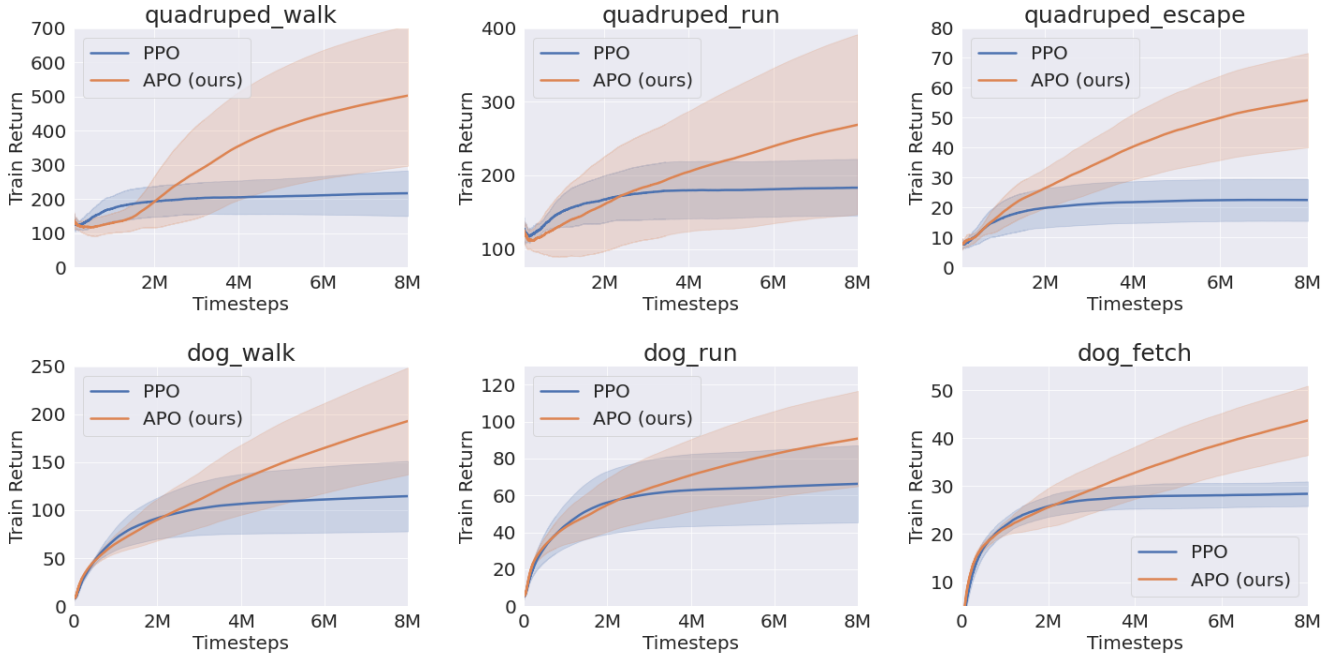 quadruped_walk
700
600
500
400
300
200
100
0
Train Return
PPO
APO (ours)
2M 4M 6M 8M
Timesteps
quadruped_run
400
300
200
100
Train Return
PPO
APO (ours)
2M 4M 6M 8M
Timesteps
quadruped_escape
80
70
60
50
40
30
20
10
0
Train Return
PPO
APO (ours)
2M 4M 6M 8M
Timesteps
dog_walk
250
200
150
100
50
0
Train Return
PPO
APO (ours)
0 2M 4M 6M 8M
Timesteps
dog_run
120
100
80
60
40
20
0
Train Return
PPO
APO (ours)
0 2M 4M 6M 8M
Timesteps
dog_fetch
50
40
30
20
10
Train Return
PPO
APO (ours)
0 2M 4M 6M 8M
Timesteps